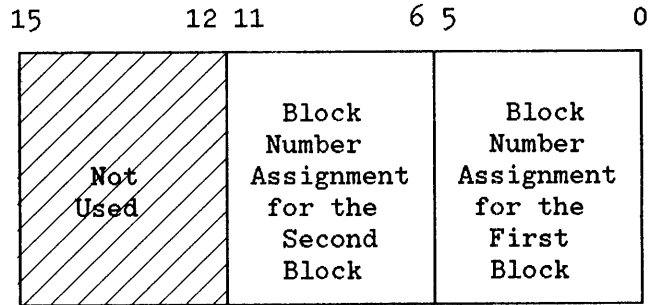 15 12 11 6 5 0
Not
Used
Block
Number
Assignment
for the
Second
Block
Block
Number
Assignment
for the
First
Block